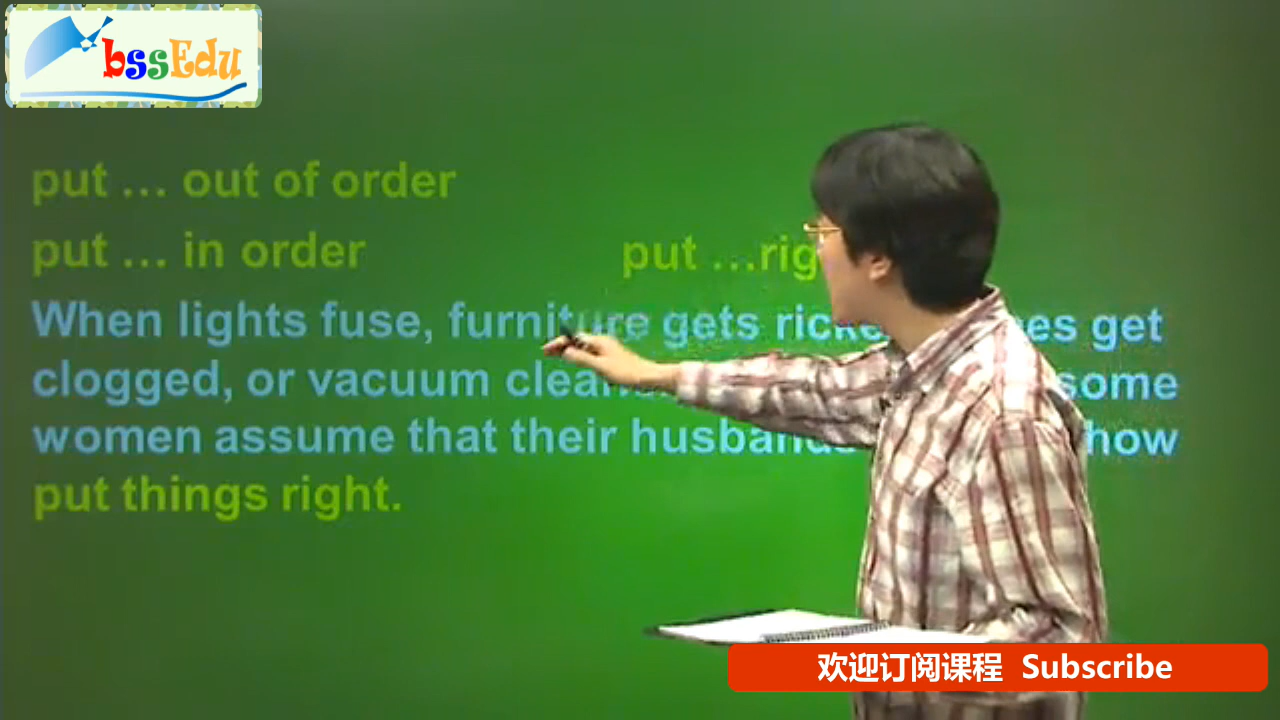 bssEdu
put … out of order
put … in order put …rig
When lights fuse, furniture gets ricke es get
clogged, or vacuum clean some
women assume that their husbands how
put things right.
欢迎订阅课程 Subscribe